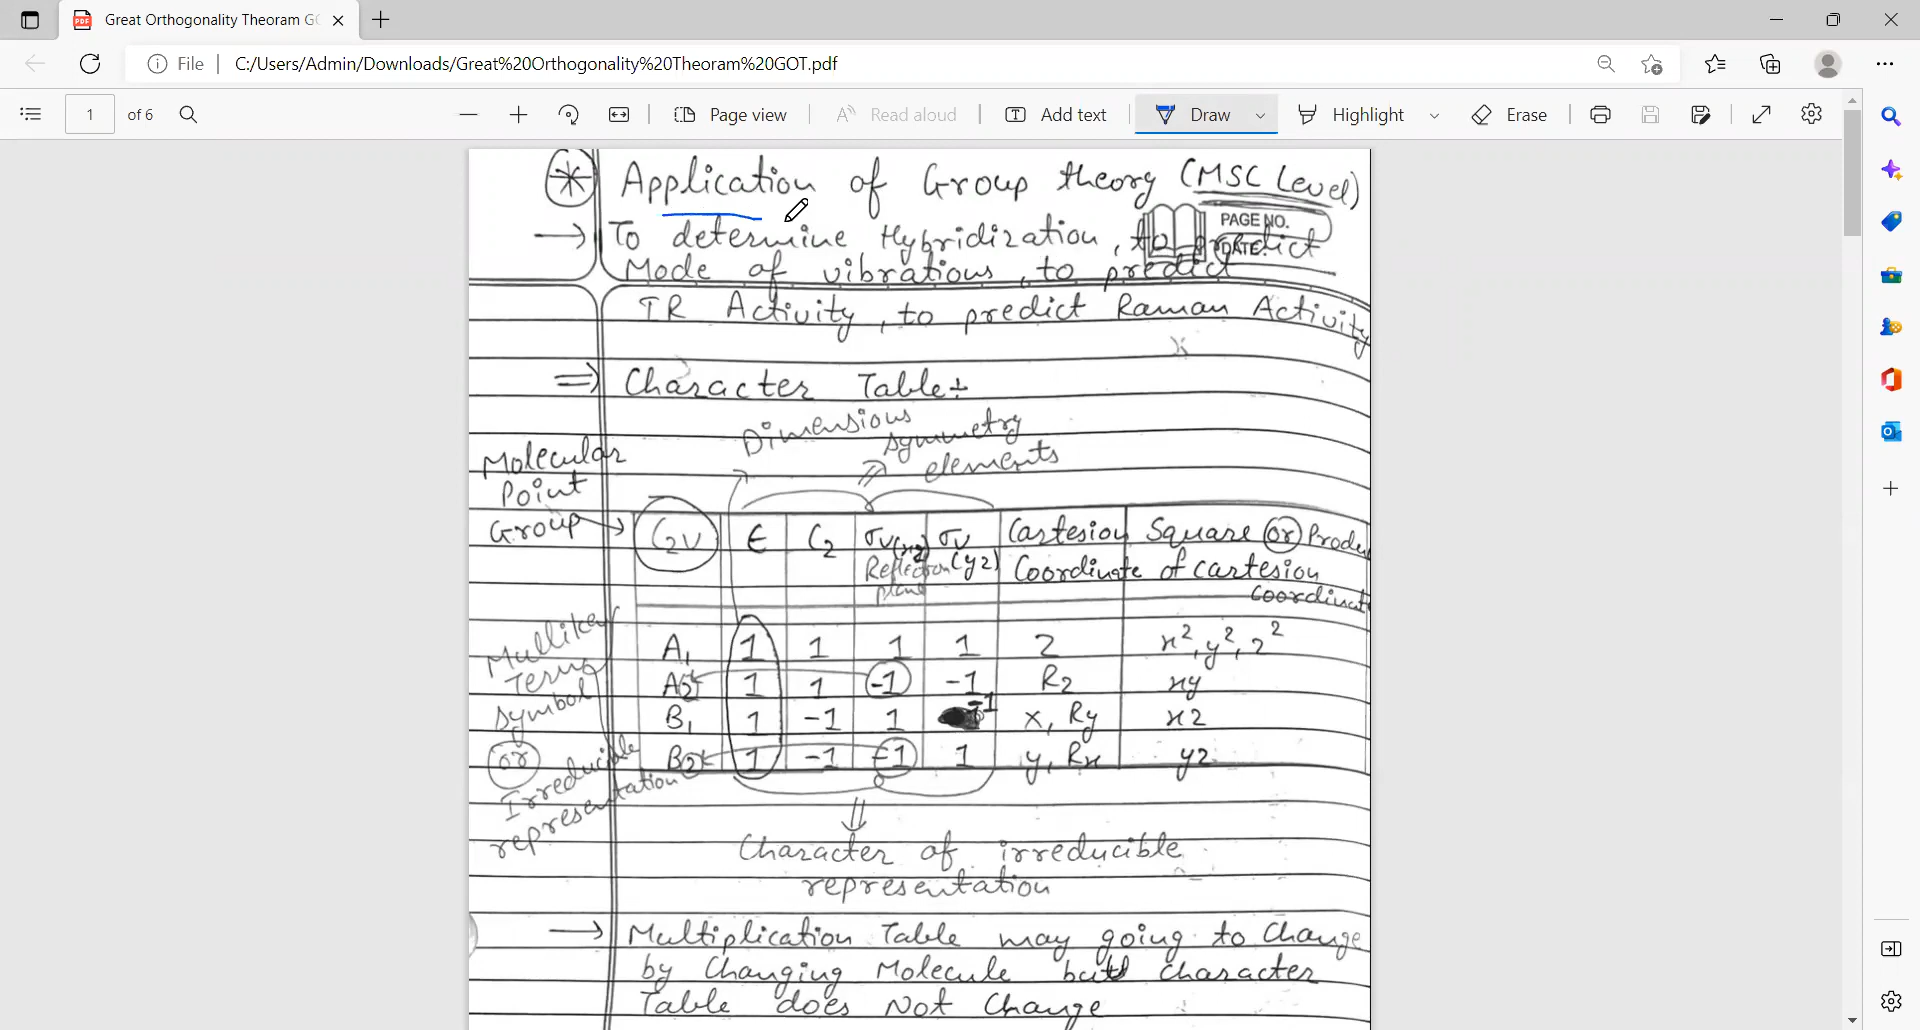 Great Orthogonality Theoram GO
File C:/Users/Admin/Downloads/Great%20Orthogonality%20Theoram%20GOT.pdf
1 of 6 Page view Read aloud Add text Draw Highlight Erase
Application of Group theory (MSC Level)
PAGE NO.
DATE:
→ To determine Hybridization, to predict
Mode of vibrations, to predict
IR Activity, to predict Raman Activity
⇒ Character Table:
Dimensions
symmetry
elements
Molecular
Point
Group → C2V E C2 σv(xz) σv(yz) Cartesion Square or Produ
Reflection plane Coordinate of cartesion
Coordinat
Mulliken
Term
symbol
or
Irreducible
representation
A1 1 1 1 1 z x², y², z²
A2 1 1 -1 -1 Rz xy
B1 1 -1 1 -1 x, Ry xz
B2 1 -1 -1 1 y, Rx yz
Character of irreducible
representation
→ Multiplication Table may going to Change
by Changing Molecule but character
Table does Not Change